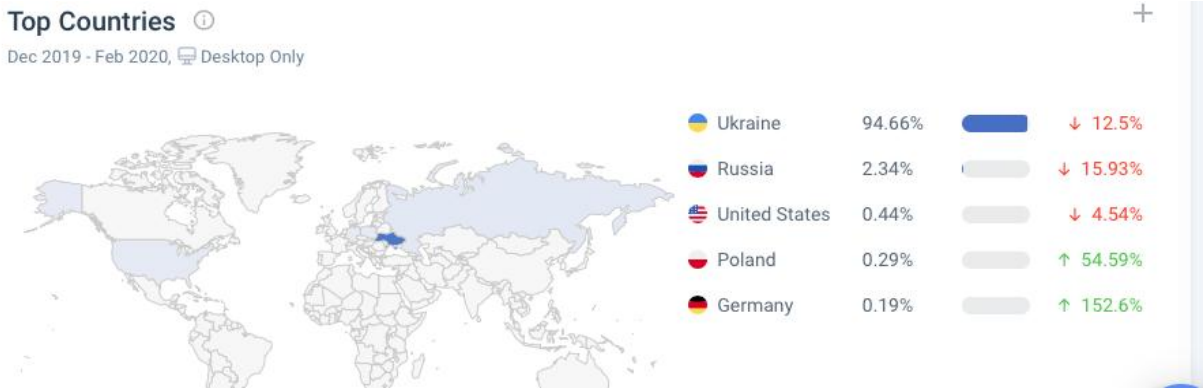 Top Countries
Dec 2019 - Feb 2020, Desktop Only
Ukraine 94.66% ↓ 12.5%
Russia 2.34% ↓ 15.93%
United States 0.44% ↓ 4.54%
Poland 0.29% ↑ 54.59%
Germany 0.19% ↑ 152.6%